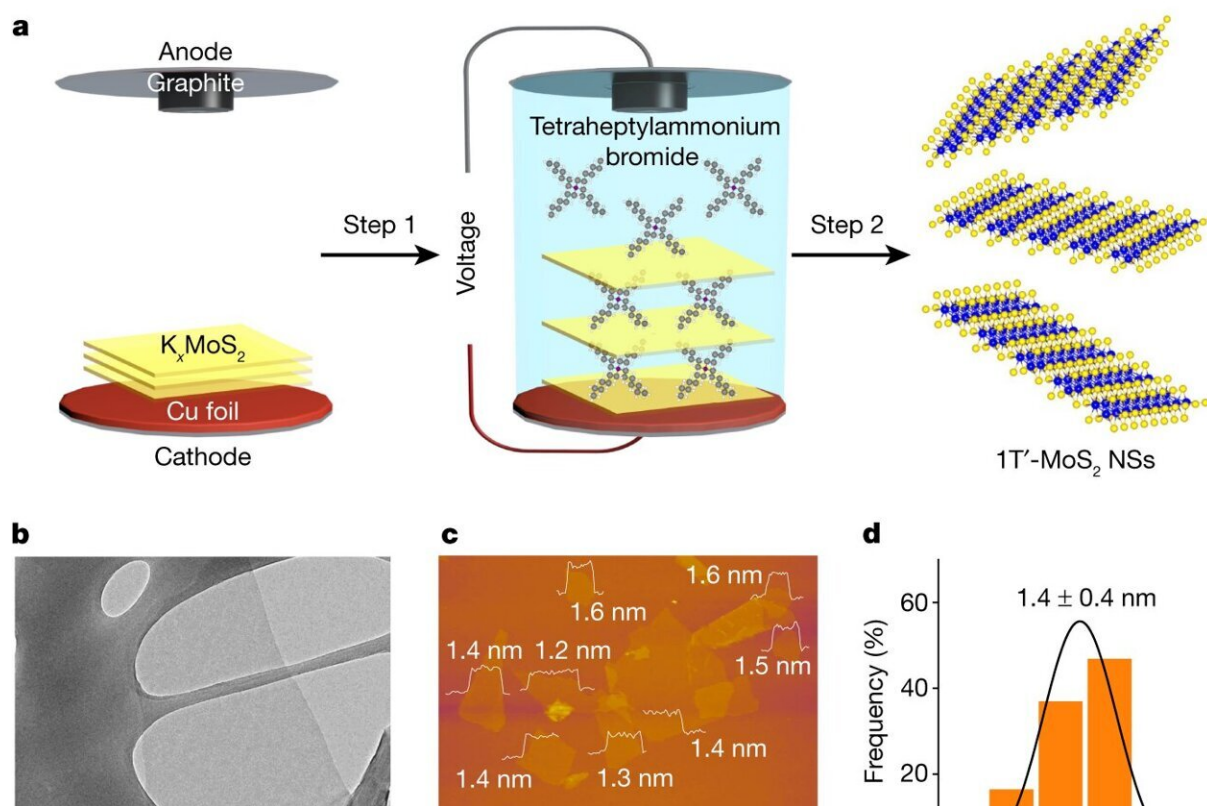 a
Anode
Graphite
KₓMoS₂
Cu foil
Cathode
Step 1
Voltage
Tetraheptylammonium
bromide
Step 2
1T′-MoS₂ NSs
b
c
1.6 nm
1.6 nm
1.5 nm
1.4 nm
1.2 nm
1.4 nm
1.4 nm
1.3 nm
d
Frequency (%)
60
40
20
1.4 ± 0.4 nm